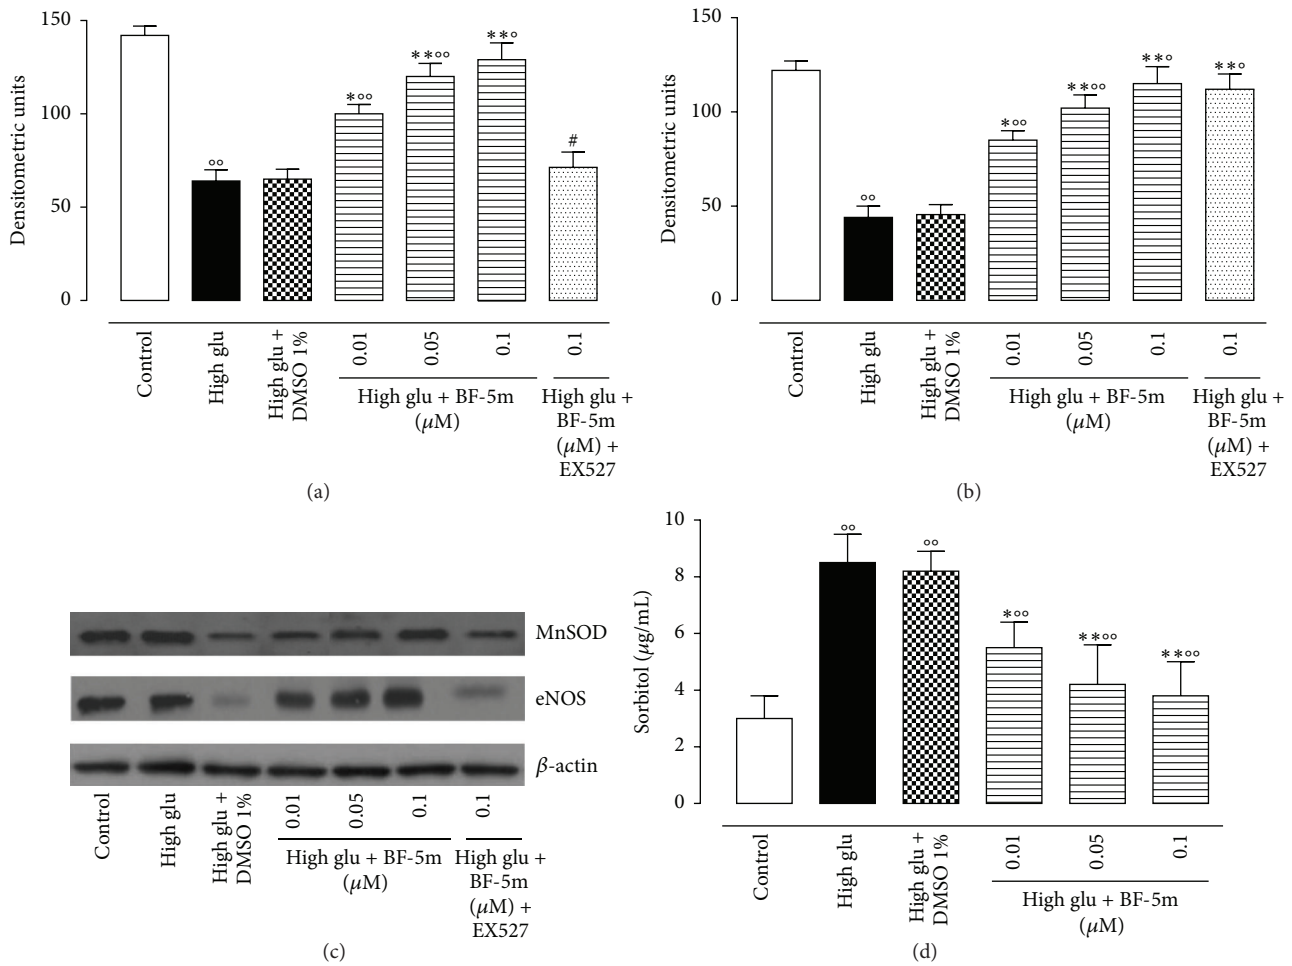 150
100
50
0
Densitometric units
°°
*°°
**°°
**°
#
Control
High glu
High glu +
DMSO 1%
0.01
0.05
0.1
0.1
High glu + BF-5m
(μM)
High glu +
BF-5m
(μM) +
EX527
(a)
150
100
50
0
Densitometric units
°°
*°°
**°°
**°
**°
Control
High glu
High glu +
DMSO 1%
0.01
0.05
0.1
0.1
High glu + BF-5m
(μM)
High glu +
BF-5m
(μM) +
EX527
(b)
MnSOD
eNOS
β-actin
Control
High glu
High glu +
DMSO 1%
0.01
0.05
0.1
0.1
High glu + BF-5m
(μM)
High glu +
BF-5m
(μM) +
EX527
(c)
10
8
6
4
2
0
Sorbitol (μg/mL)
°°
°°
*°°
**°°
**°°
Control
High glu
High glu +
DMSO 1%
0.01
0.05
0.1
High glu + BF-5m
(μM)
(d)